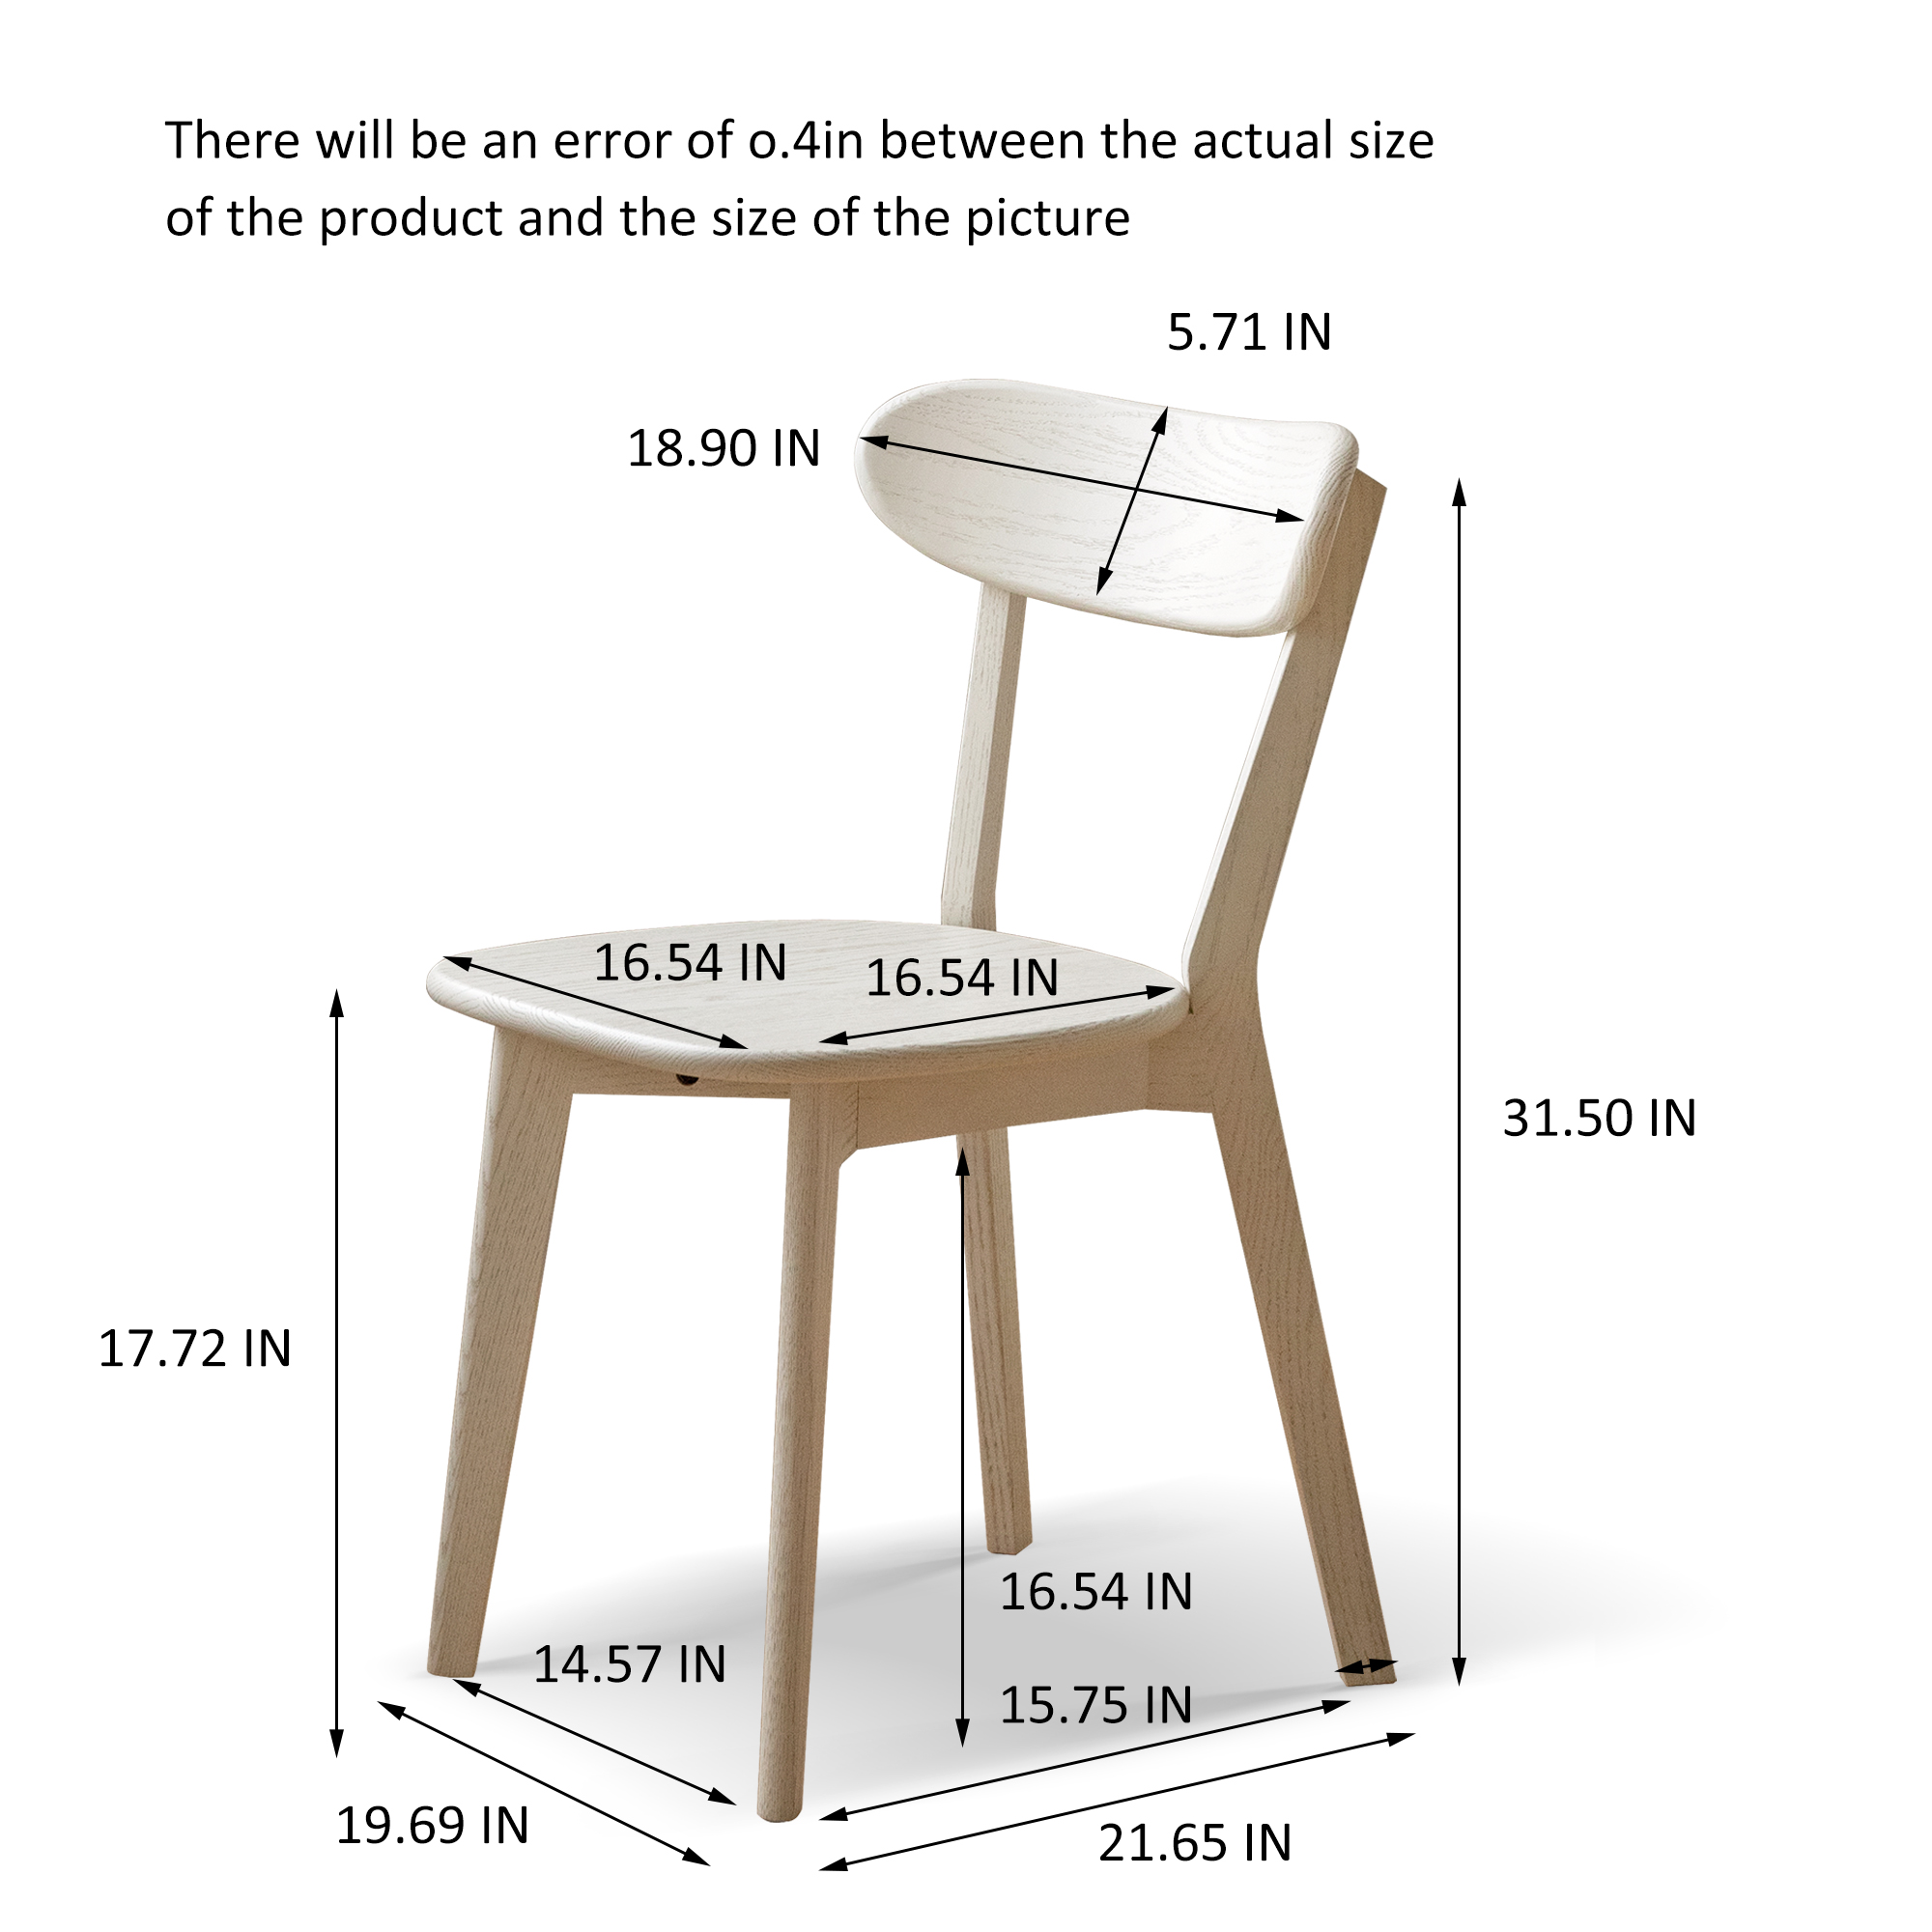 There will be an error of o.4in between the actual size
of the product and the size of the picture
5.71 IN
18.90 IN
16.54 IN
16.54 IN
31.50 IN
17.72 IN
16.54 IN
14.57 IN
15.75 IN
19.69 IN
21.65 IN